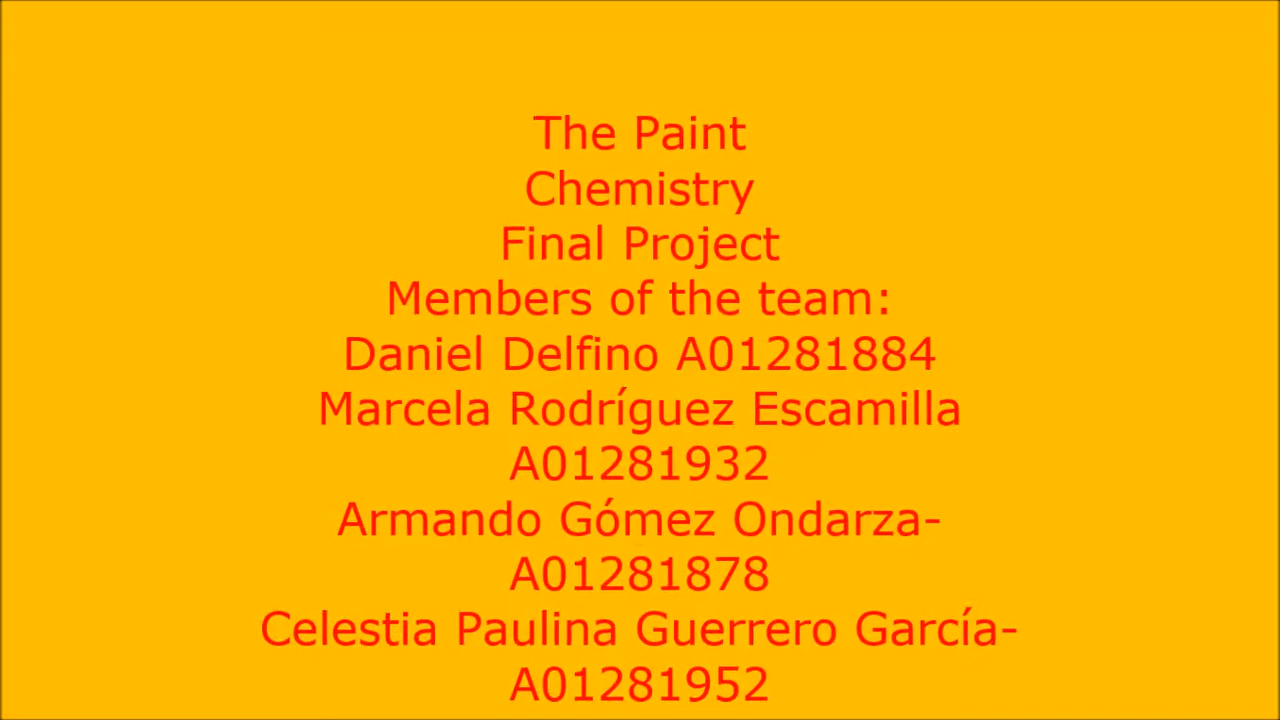 The Paint
Chemistry
Final Project
Members of the team:
Daniel Delfino A01281884
Marcela Rodríguez Escamilla
A01281932
Armando Gómez Ondarza-
A01281878
Celestia Paulina Guerrero García-
A01281952